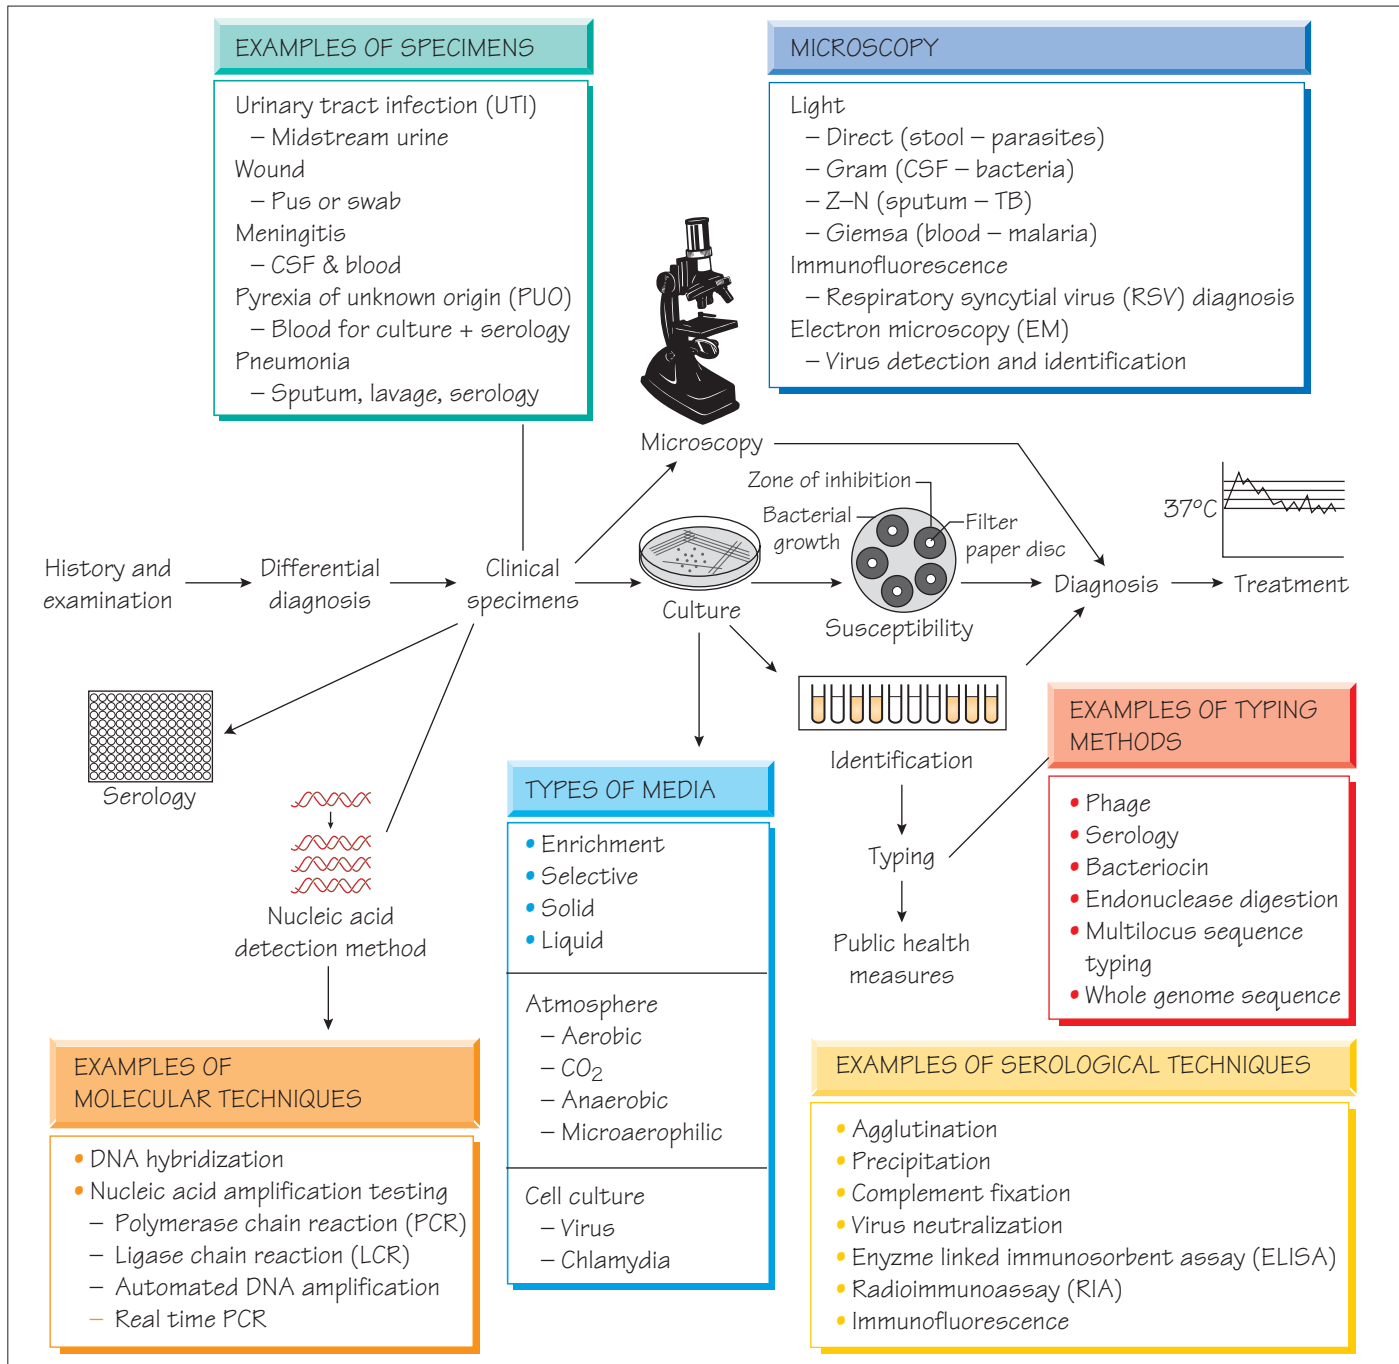 EXAMPLES OF SPECIMENS
Urinary tract infection (UTI)
– Midstream urine
Wound
– Pus or swab
Meningitis
– CSF & blood
Pyrexia of unknown origin (PUO)
– Blood for culture + serology
Pneumonia
– Sputum, lavage, serology
MICROSCOPY
Light
– Direct (stool – parasites)
– Gram (CSF – bacteria)
– Z–N (sputum – TB)
– Giemsa (blood – malaria)
Immunofluorescence
– Respiratory syncytial virus (RSV) diagnosis
Electron microscopy (EM)
– Virus detection and identification
Microscopy
Zone of inhibition
Bacterial
growth
Filter
paper disc
37°C
History and
examination
Differential
diagnosis
Clinical
specimens
Culture
Susceptibility
Diagnosis
Treatment
Serology
Nucleic acid
detection method
Identification
Typing
Public health
measures
TYPES OF MEDIA
• Enrichment
• Selective
• Solid
• Liquid
Atmosphere
– Aerobic
– CO₂
– Anaerobic
– Microaerophilic
Cell culture
– Virus
– Chlamydia
EXAMPLES OF TYPING
METHODS
• Phage
• Serology
• Bacteriocin
• Endonuclease digestion
• Multilocus sequence
typing
• Whole genome sequence
EXAMPLES OF
MOLECULAR TECHNIQUES
• DNA hybridization
• Nucleic acid amplification testing
– Polymerase chain reaction (PCR)
– Ligase chain reaction (LCR)
– Automated DNA amplification
– Real time PCR
EXAMPLES OF SEROLOGICAL TECHNIQUES
• Agglutination
• Precipitation
• Complement fixation
• Virus neutralization
• Enyzme linked immunosorbent assay (ELISA)
• Radioimmunoassay (RIA)
• Immunofluorescence